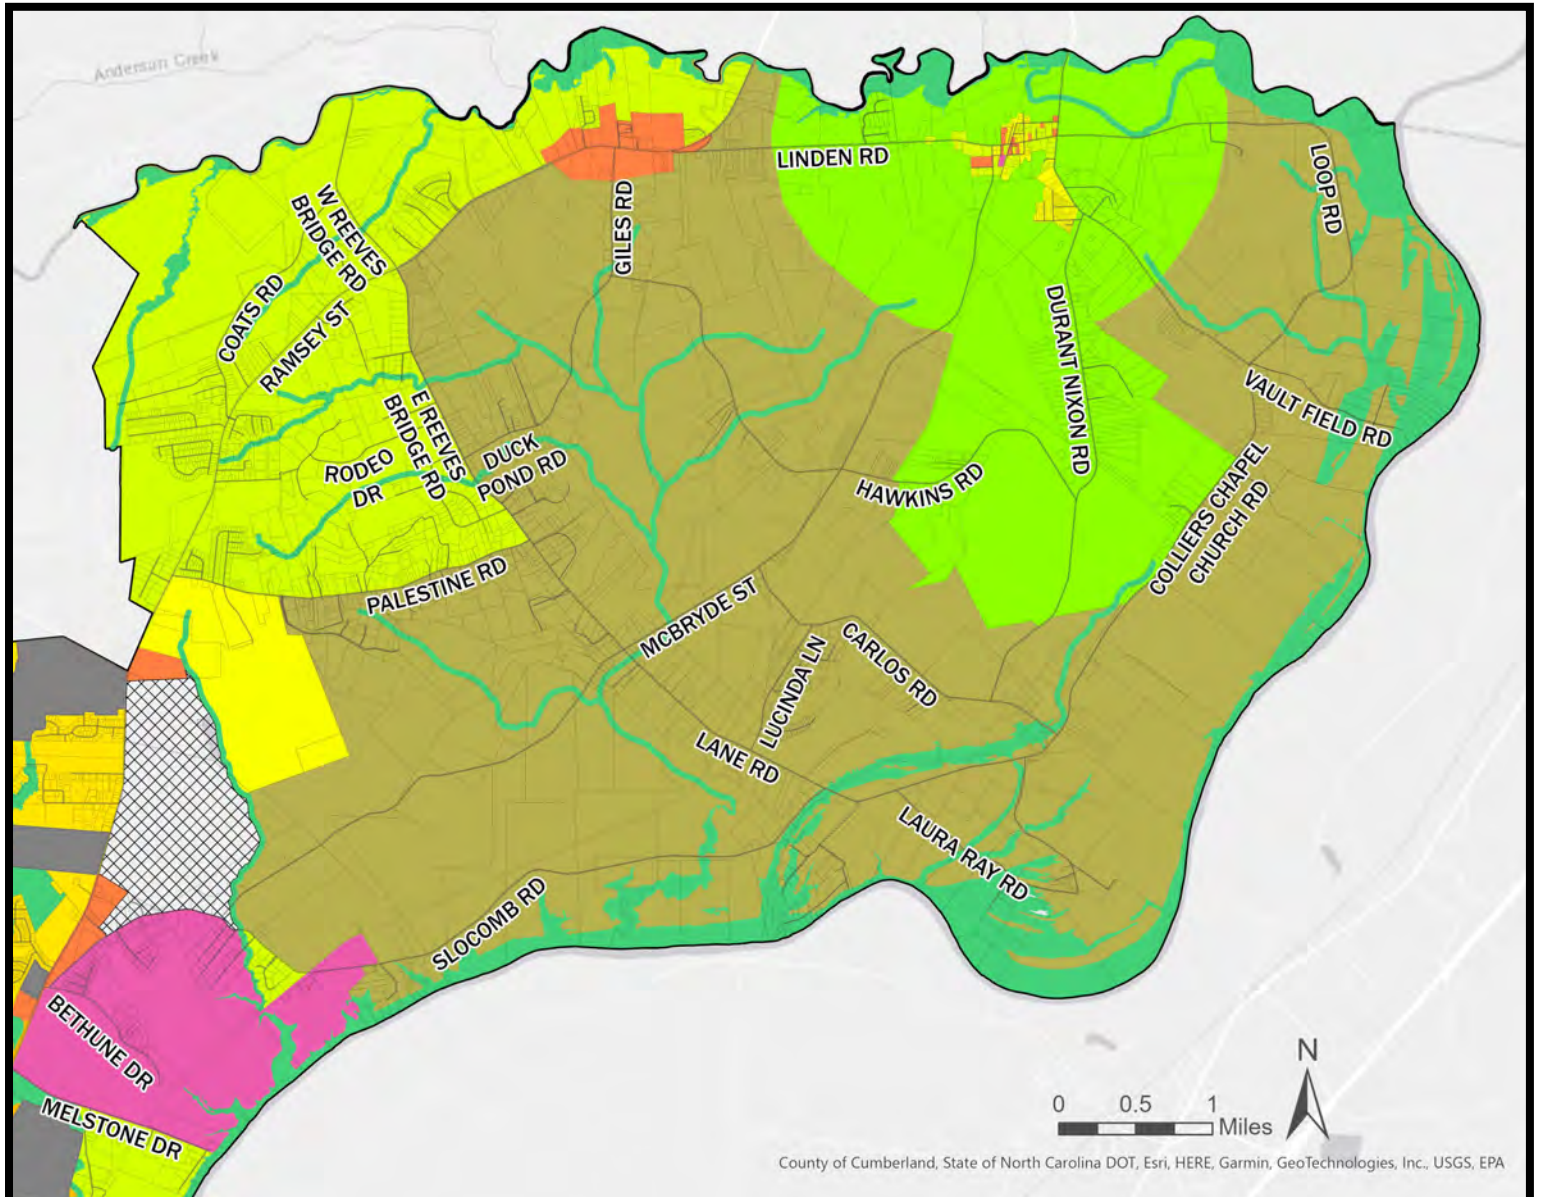 Anderson Creek
LINDEN RD
LOOP RD
W REEVES
BRIDGE RD
GILES RD
COATS RD
RAMSEY ST
DURANT NIXON RD
VAULT FIELD RD
E REEVES
BRIDGE RD
RODEO
DR
DUCK
POND RD
HAWKINS RD
COLLIERS CHAPEL
CHURCH RD
PALESTINE RD
MCBRYDE ST
CARLOS RD
LUCINDA LN
LANE RD
LAURA RAY RD
SLOCOMB RD
BETHUNE DR
MELSTONE DR
N
0 0.5 1
Miles
County of Cumberland, State of North Carolina DOT, Esri, HERE, Garmin, GeoTechnologies, Inc., USGS, EPA